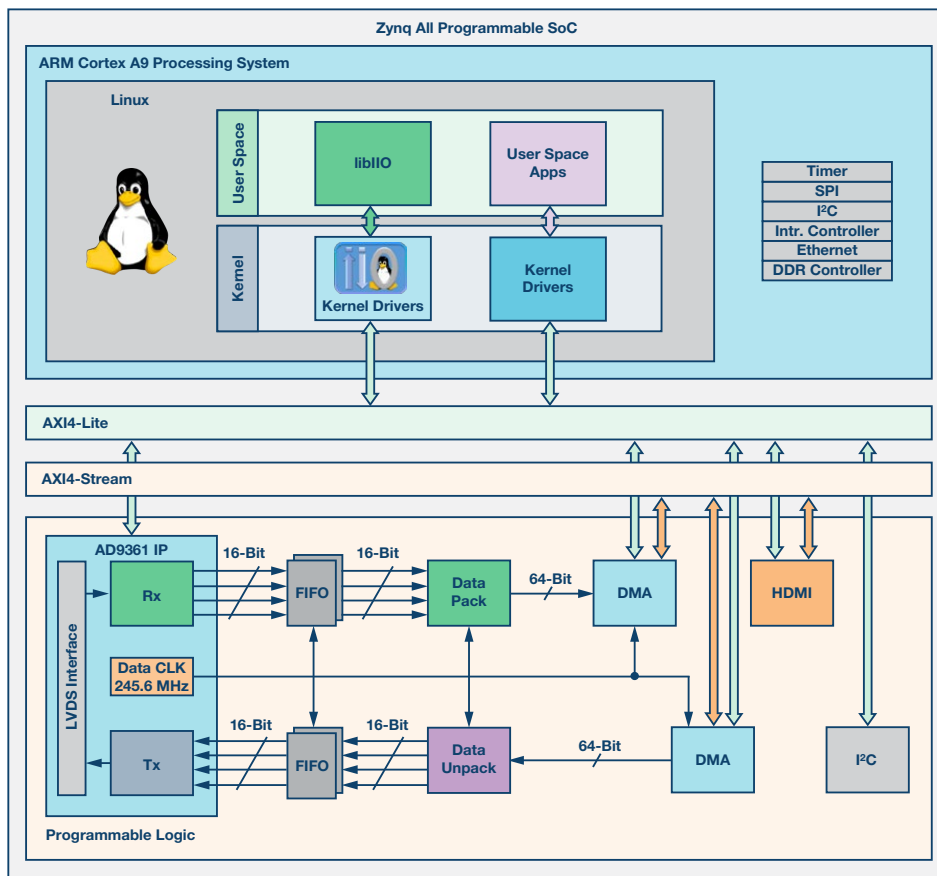 Zynq All Programmable SoC
ARM Cortex A9 Processing System
Linux
User Space
libIIO
User Space
Apps
Timer
SPI
I²C
Intr. Controller
Ethernet
DDR Controller
Kernel
iIO
Kernel Drivers
Kernel
Drivers
AXI4-Lite
AXI4-Stream
AD9361 IP
LVDS Interface
Rx
16-Bit
FIFO
16-Bit
Data
Pack
64-Bit
DMA
HDMI
Data CLK
245.6 MHz
Tx
16-Bit
FIFO
16-Bit
Data
Unpack
64-Bit
DMA
I²C
Programmable Logic